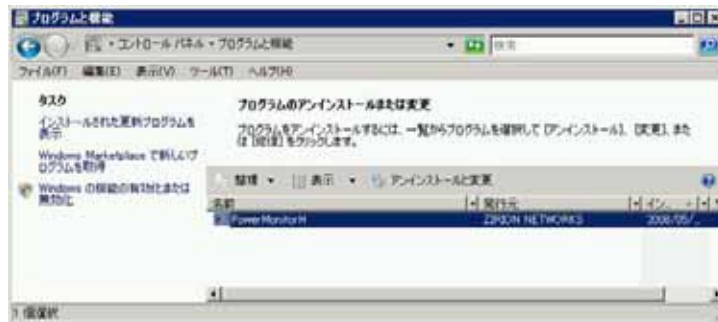 プログラムと機能
・ コントロール パネル ・ プログラムと機能
検索
ファイル(F) 編集(E) 表示(V) ツール(T) ヘルプ(H)
タスク
インストールされた更新プログラムを
表示
Windows Marketplace で新しいプ
ログラムを取得
Windows の機能の有効化または
無効化
プログラムのアンインストールまたは変更
プログラムをアンインストールするには、一覧からプログラムを選択して [アンインストール]、[変更]、また
は [修復] をクリックします。
整理 表示 アンインストールと変更
名前 発行元 イン...
PowerMonitor H ZIRION NETWORKS 2008/05/...
1 個選択